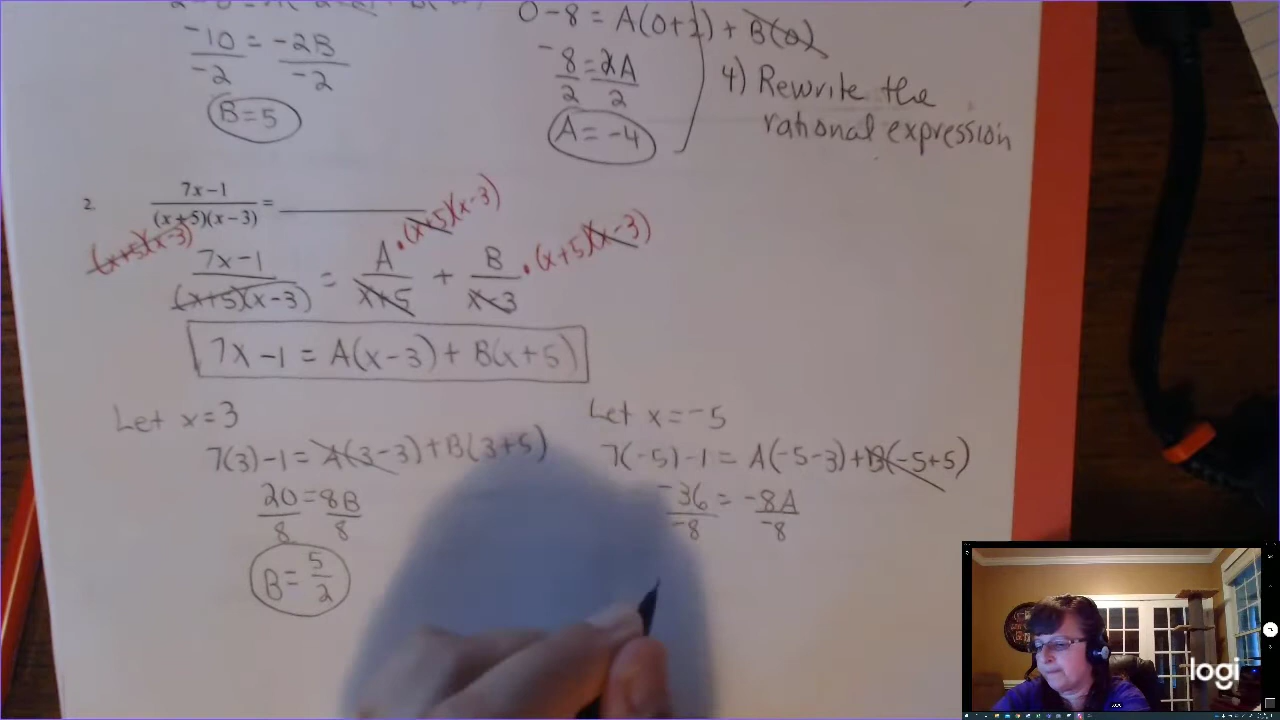 0-8 = A(0+2) + B(0)
-10 = -2B
-2 -2
B=5
-8 = 2A
2 2
A = -4
4) Rewrite the
rational expression
2. 7x-1
(x+5)(x-3) = __________
(x+5)(x-3) •(x+5)(x-3) •(x+5)(x-3)
7x-1 = A + B
(x+5)(x-3) x+5 x-3
7x-1 = A(x-3) + B(x+5)
Let x=3
7(3)-1 = A(3-3)+B(3+5)
20=8B
8 8
B= 5
2
Let x=-5
7(-5)-1 = A(-5-3)+B(-5+5)
-36 = -8A
-8 -8
logi